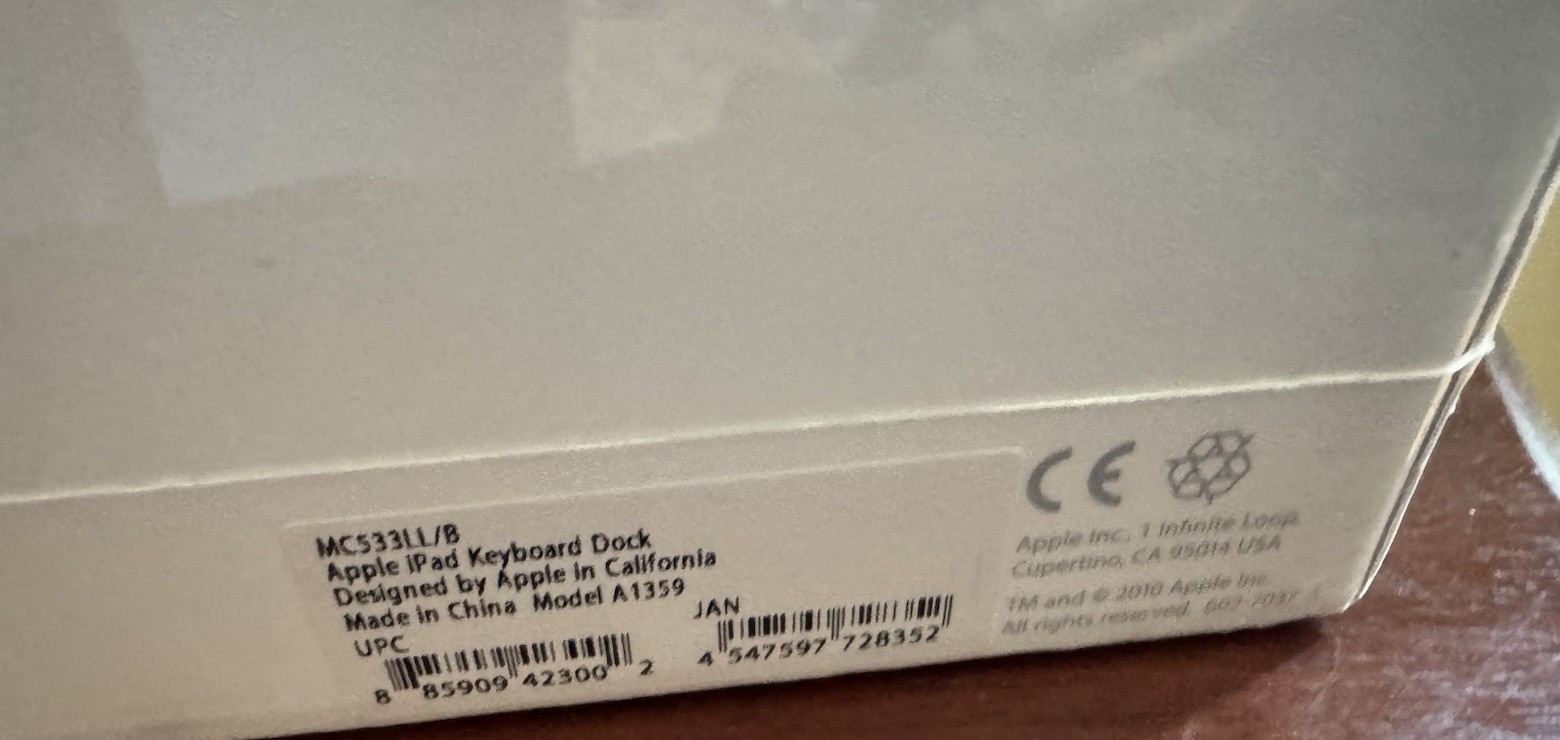 MC533LL/B
Apple iPad Keyboard Dock
Designed by Apple in California
Made in China Model A1359
UPC
8 85909 42300 2
JAN
4 547597 728352
CE
Apple Inc., 1 Infinite Loop
Cupertino, CA 95014 USA
TM and © 2010 Apple Inc.
All rights reserved.